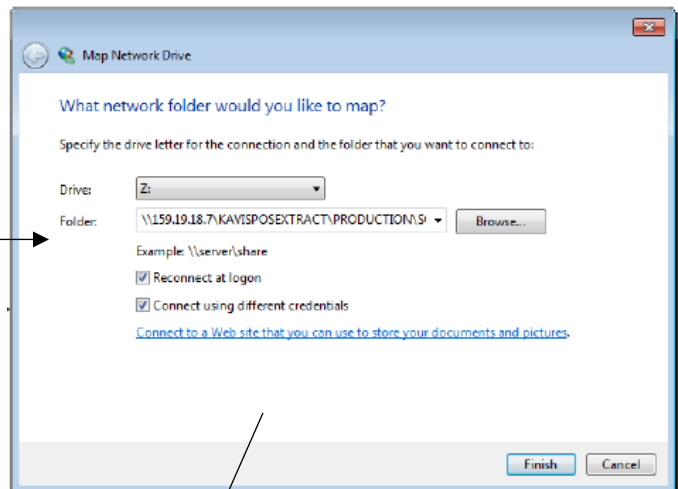 Map Network Drive
What network folder would you like to map?
Specify the drive letter for the connection and the folder that you want to connect to:
Drive: Z:
Folder: \\159.19.18.7\KAVISPOSEXTRACT\PRODUCTION\S Browse...
Example: \\server\share
Reconnect at logon
Connect using different credentials
Connect to a Web site that you can use to store your documents and pictures.
Finish Cancel